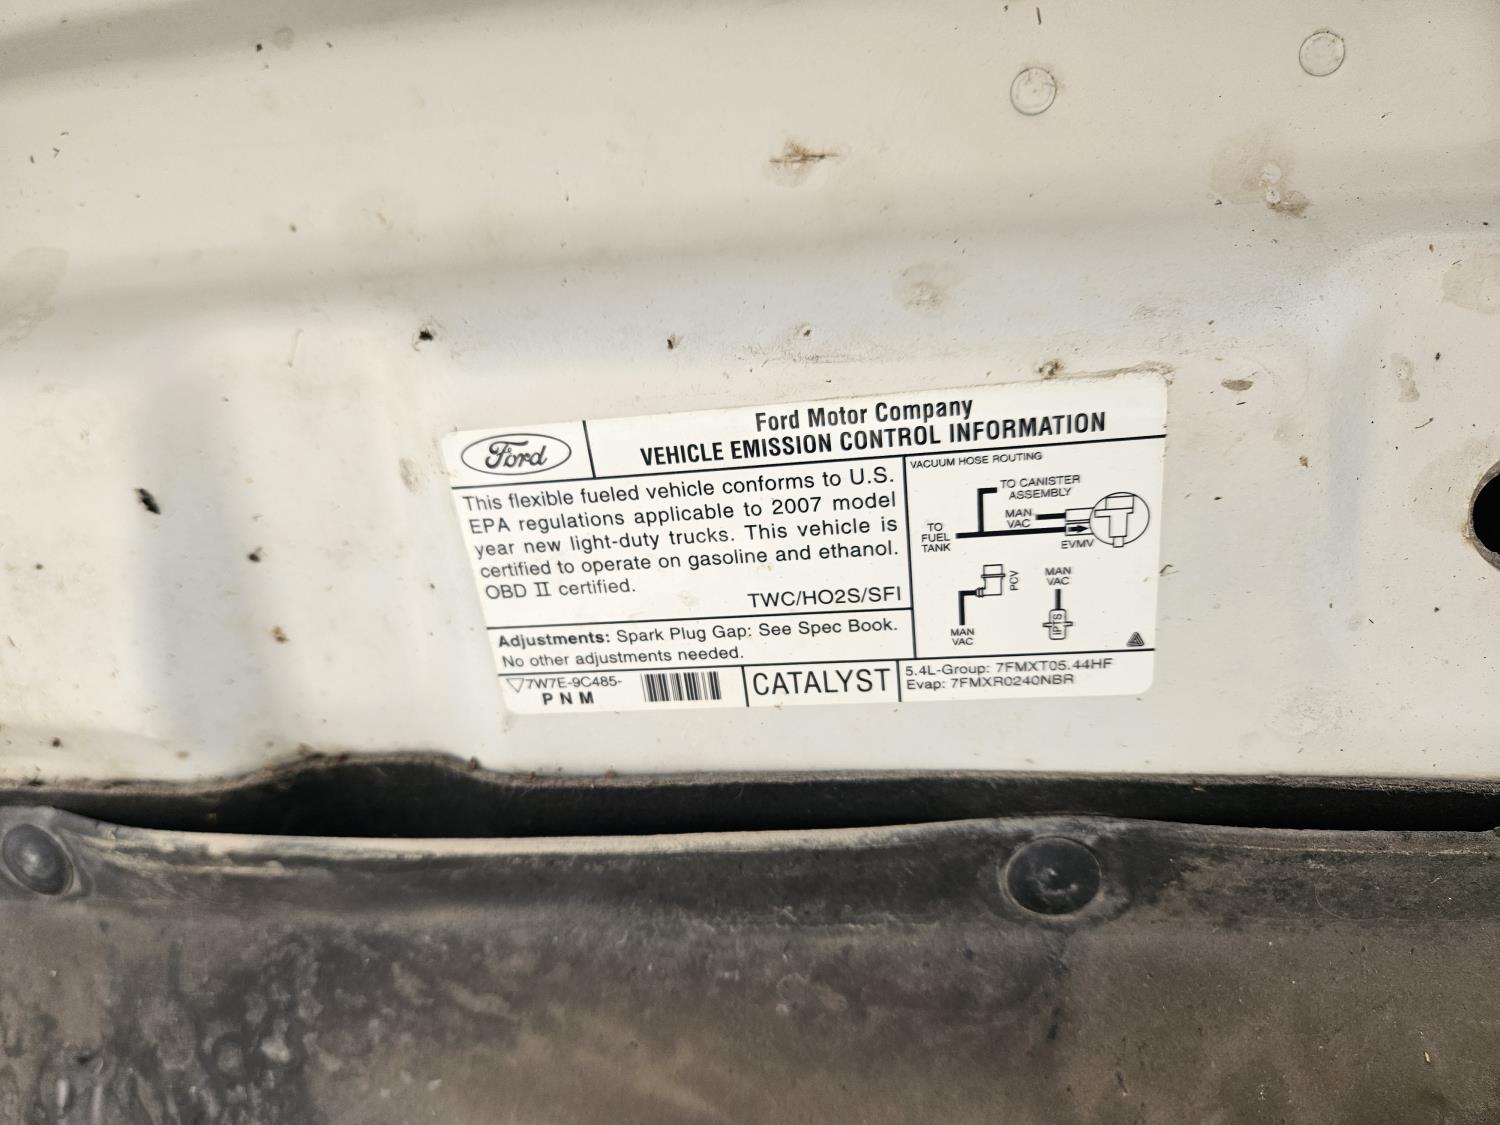 Ford
Ford Motor Company
VEHICLE EMISSION CONTROL INFORMATION
This flexible fueled vehicle conforms to U.S.
EPA regulations applicable to 2007 model
year new light-duty trucks. This vehicle is
certified to operate on gasoline and ethanol.
OBD II certified.
TWC/HO2S/SFI
Adjustments: Spark Plug Gap: See Spec Book.
No other adjustments needed.
7W7E-9C485-
P N M
CATALYST
VACUUM HOSE ROUTING
TO CANISTER
ASSEMBLY
MAN
VAC
TO
FUEL
TANK
EVMV
PCV
MAN
VAC
MAN
VAC
IPTS
5.4L-Group: 7FMXT05.44HF
Evap: 7FMXR0240NBR